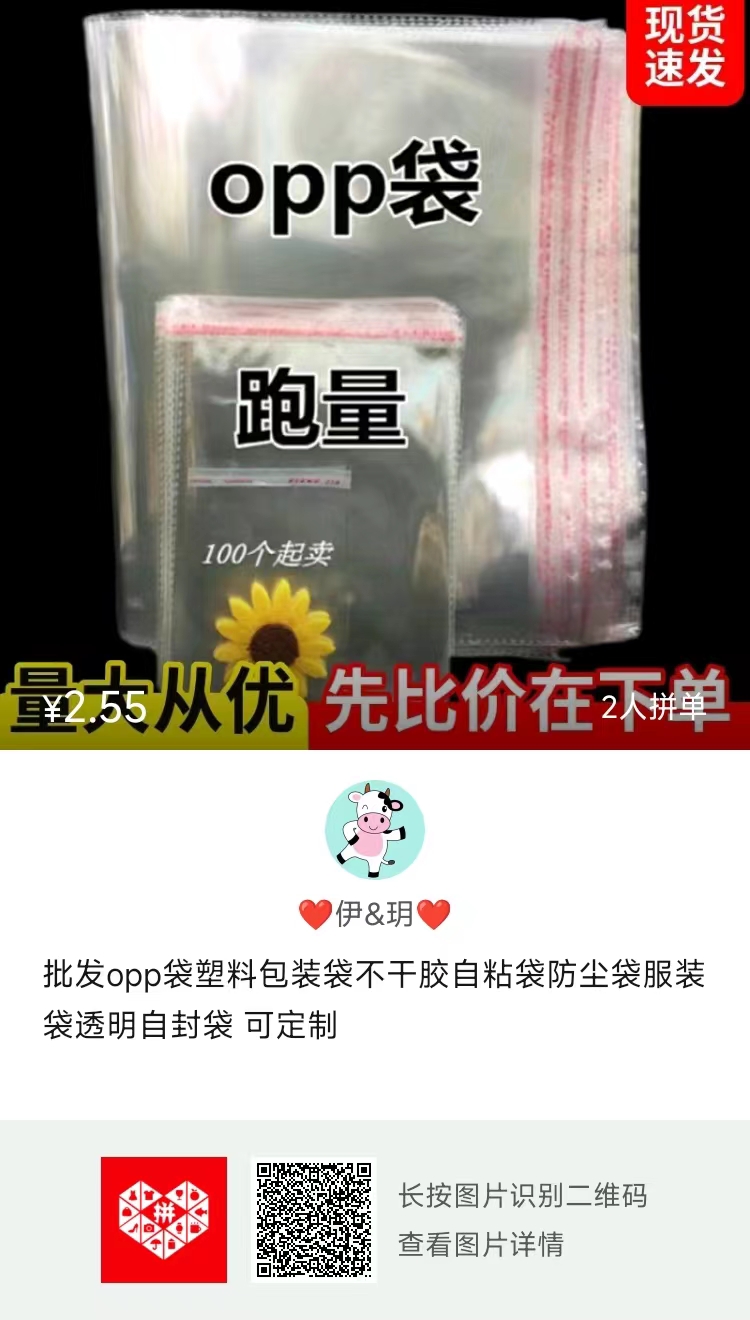 现货
速发
opp袋
跑量
100个起卖
量大从优
先比价在下单
¥2.55
2人拼单
❤️伊&玥❤️
批发opp袋塑料包装袋不干胶自粘袋防尘袋服装
袋透明自封袋 可定制
拼
长按图片识别二维码
查看图片详情